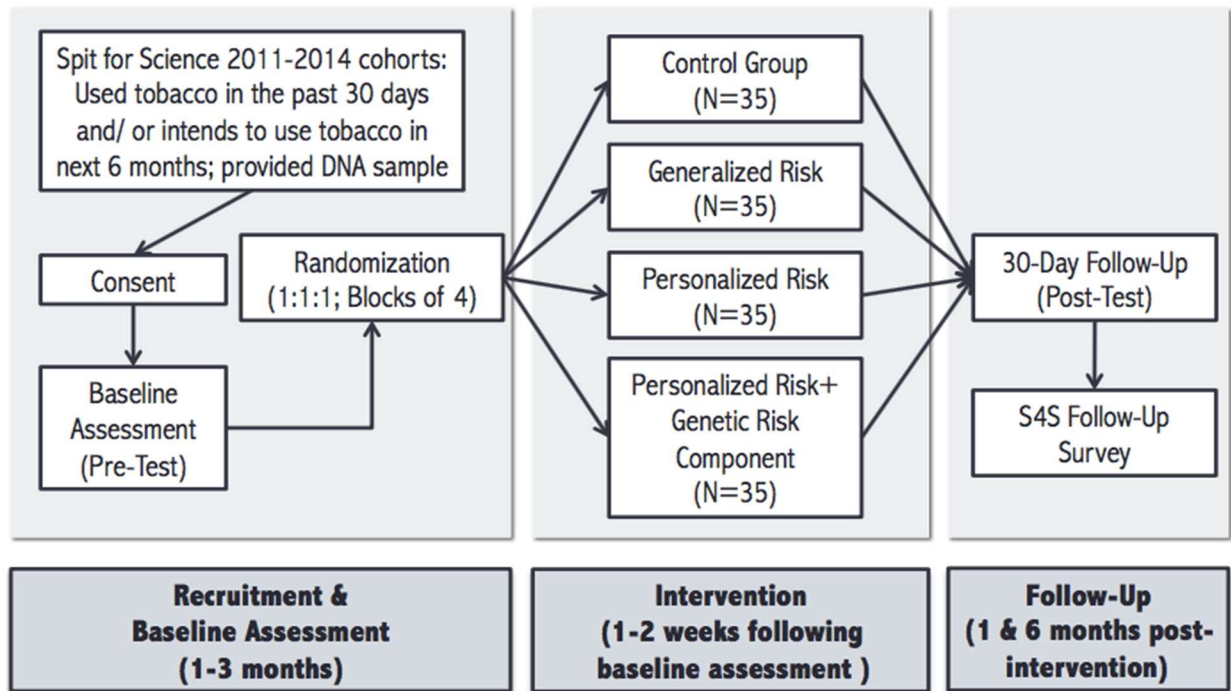 Spit for Science 2011-2014 cohorts:
Used tobacco in the past 30 days
and/ or intends to use tobacco in
next 6 months; provided DNA sample
Consent
Baseline
Assessment
(Pre-Test)
Randomization
(1:1:1; Blocks of 4)
Control Group
(N=35)
Generalized Risk
(N=35)
Personalized Risk
(N=35)
Personalized Risk+
Genetic Risk
Component
(N=35)
30-Day Follow-Up
(Post-Test)
S4S Follow-Up
Survey
Recruitment &
Baseline Assessment
(1-3 months)
Intervention
(1-2 weeks following
baseline assessment )
Follow-Up
(1 & 6 months post-
intervention)